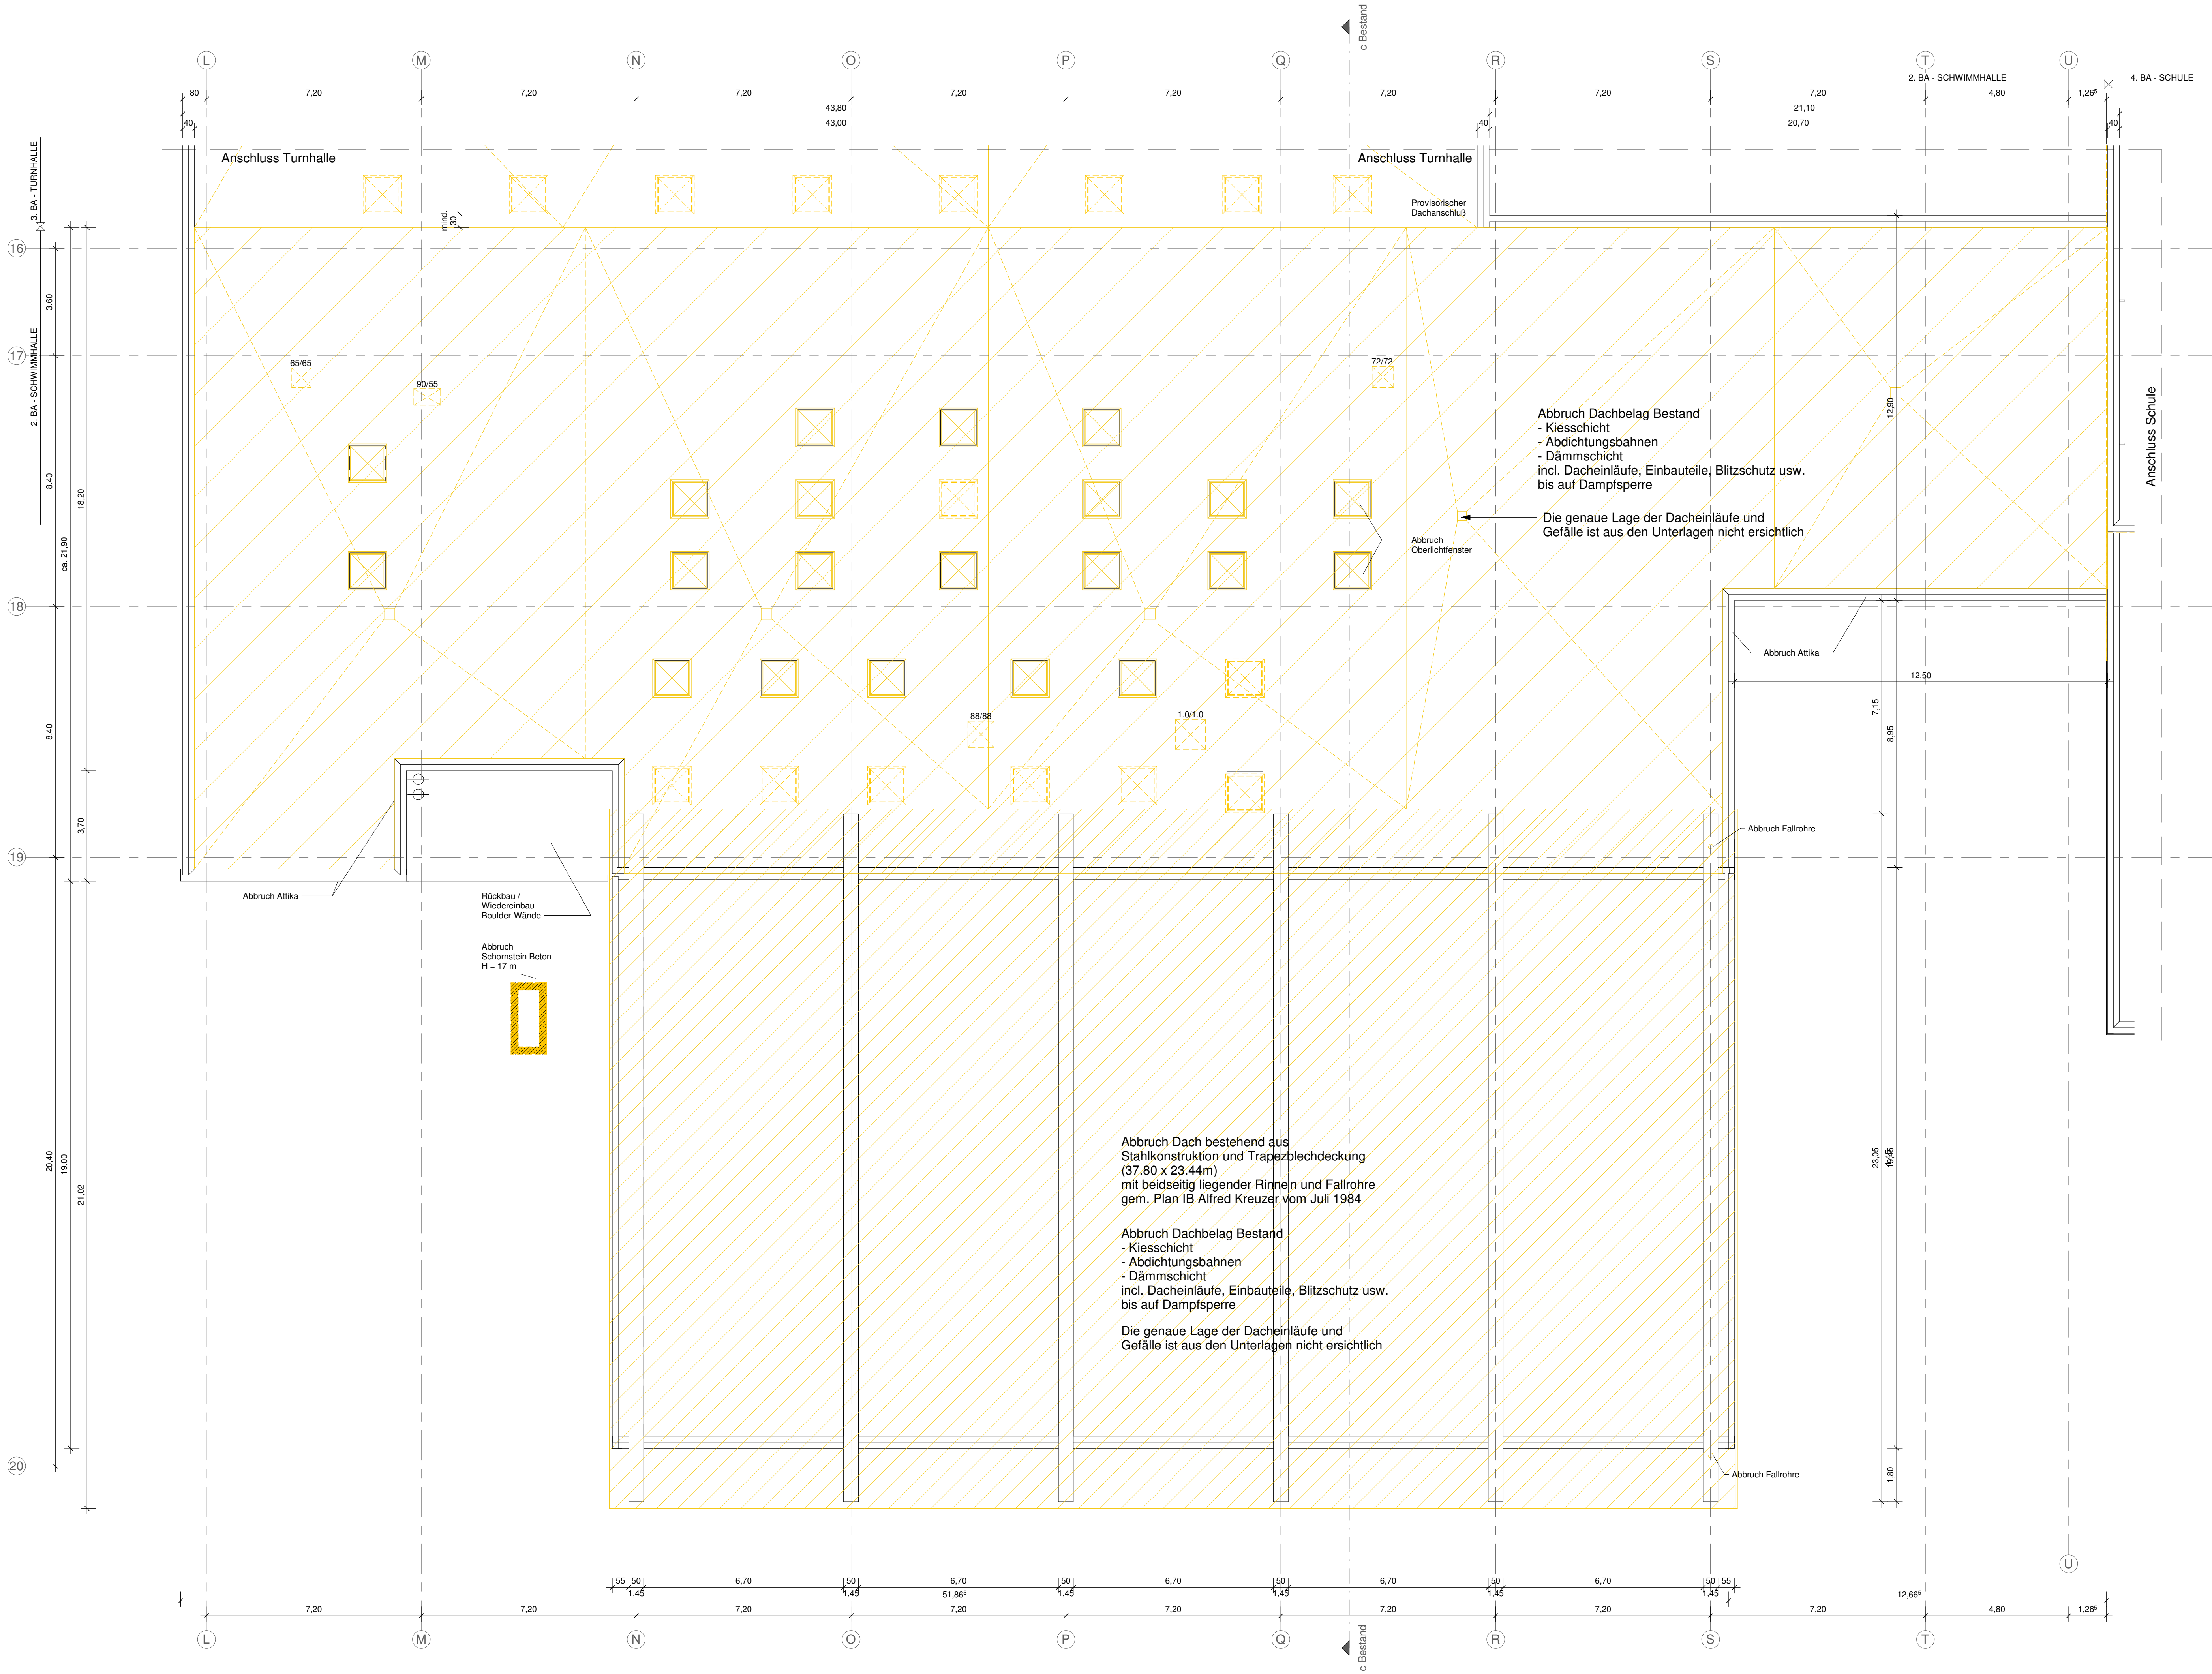 c Bestand
L
M
N
O
P
Q
R
S
T
U
2. BA - SCHWIMMHALLE
4. BA - SCHULE
80
7,20
7,20
7,20
7,20
7,20
7,20
7,20
7,20
4,80
1,26⁵
43,80
21,10
40
43,00
40
20,70
40
3. BA - TURNHALLE
2. BA - SCHWIMMHALLE
Anschluss Turnhalle
Anschluss Turnhalle
mind.
30
Provisorischer
Dachanschluß
16
17
18
19
20
3,60
8,40
8,40
20,40
ca. 21,90
19,00
18,20
3,70
21,02
65/65
90/55
72/72
88/88
1.0/1.0
12,90
Abbruch Dachbelag Bestand
- Kiesschicht
- Abdichtungsbahnen
- Dämmschicht
incl. Dacheinläufe, Einbauteile, Blitzschutz usw.
bis auf Dampfsperre
Die genaue Lage der Dacheinläufe und
Gefälle ist aus den Unterlagen nicht ersichtlich
Anschluss Schule
Abbruch
Oberlichtfenster
Abbruch Attika
12,50
7,15
8,95
Abbruch Fallrohre
Abbruch Attika
Rückbau /
Wiedereinbau
Boulder-Wände
Abbruch
Schornstein Beton
H = 17 m
Abbruch Dach bestehend aus
Stahlkonstruktion und Trapezblechdeckung
(37.80 x 23.44m)
mit beidseitig liegender Rinnen und Fallrohre
gem. Plan IB Alfred Kreuzer vom Juli 1984
Abbruch Dachbelag Bestand
- Kiesschicht
- Abdichtungsbahnen
- Dämmschicht
incl. Dacheinläufe, Einbauteile, Blitzschutz usw.
bis auf Dampfsperre
Die genaue Lage der Dacheinläufe und
Gefälle ist aus den Unterlagen nicht ersichtlich
23,05
1,80
Abbruch Fallrohre
U
55
50
6,70
50
6,70
50
6,70
50
6,70
50
6,70
50
55
1,45
1,45
1,45
1,45
1,45
1,45
51,86⁵
12,66⁵
7,20
7,20
7,20
7,20
7,20
7,20
7,20
7,20
4,80
1,26⁵
L
M
N
O
P
Q
R
S
T
c Bestand